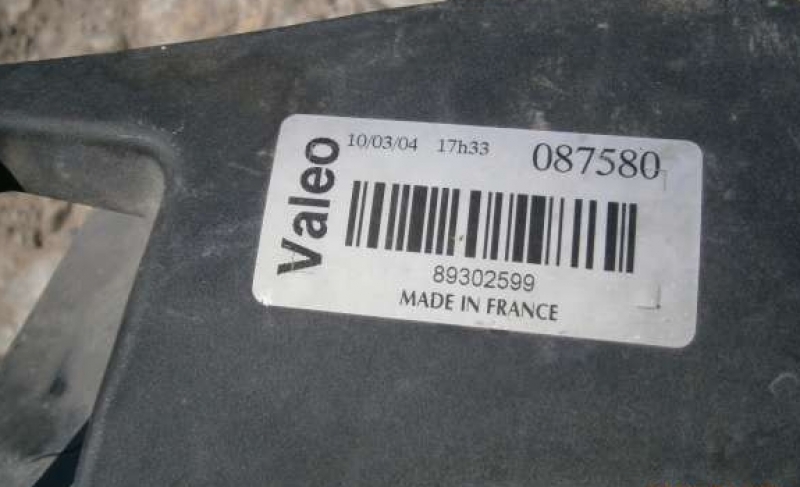 Valeo
10/03/04 17h33 087580
89302599
MADE IN FRANCE